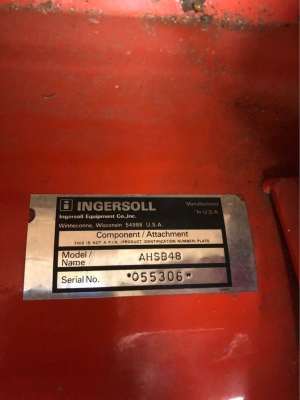 i INGERSOLL
Manufactured
In U.S.A.
Ingersoll Equipment Co., Inc.
Winneconne, Wisconsin 54986 U.S.A.
Component / Attachment
THIS IS NOT A P.I.N. (PRODUCT IDENTIFICATION NUMBER) PLATE
Model / Name AHSB48
Serial No. *055306*